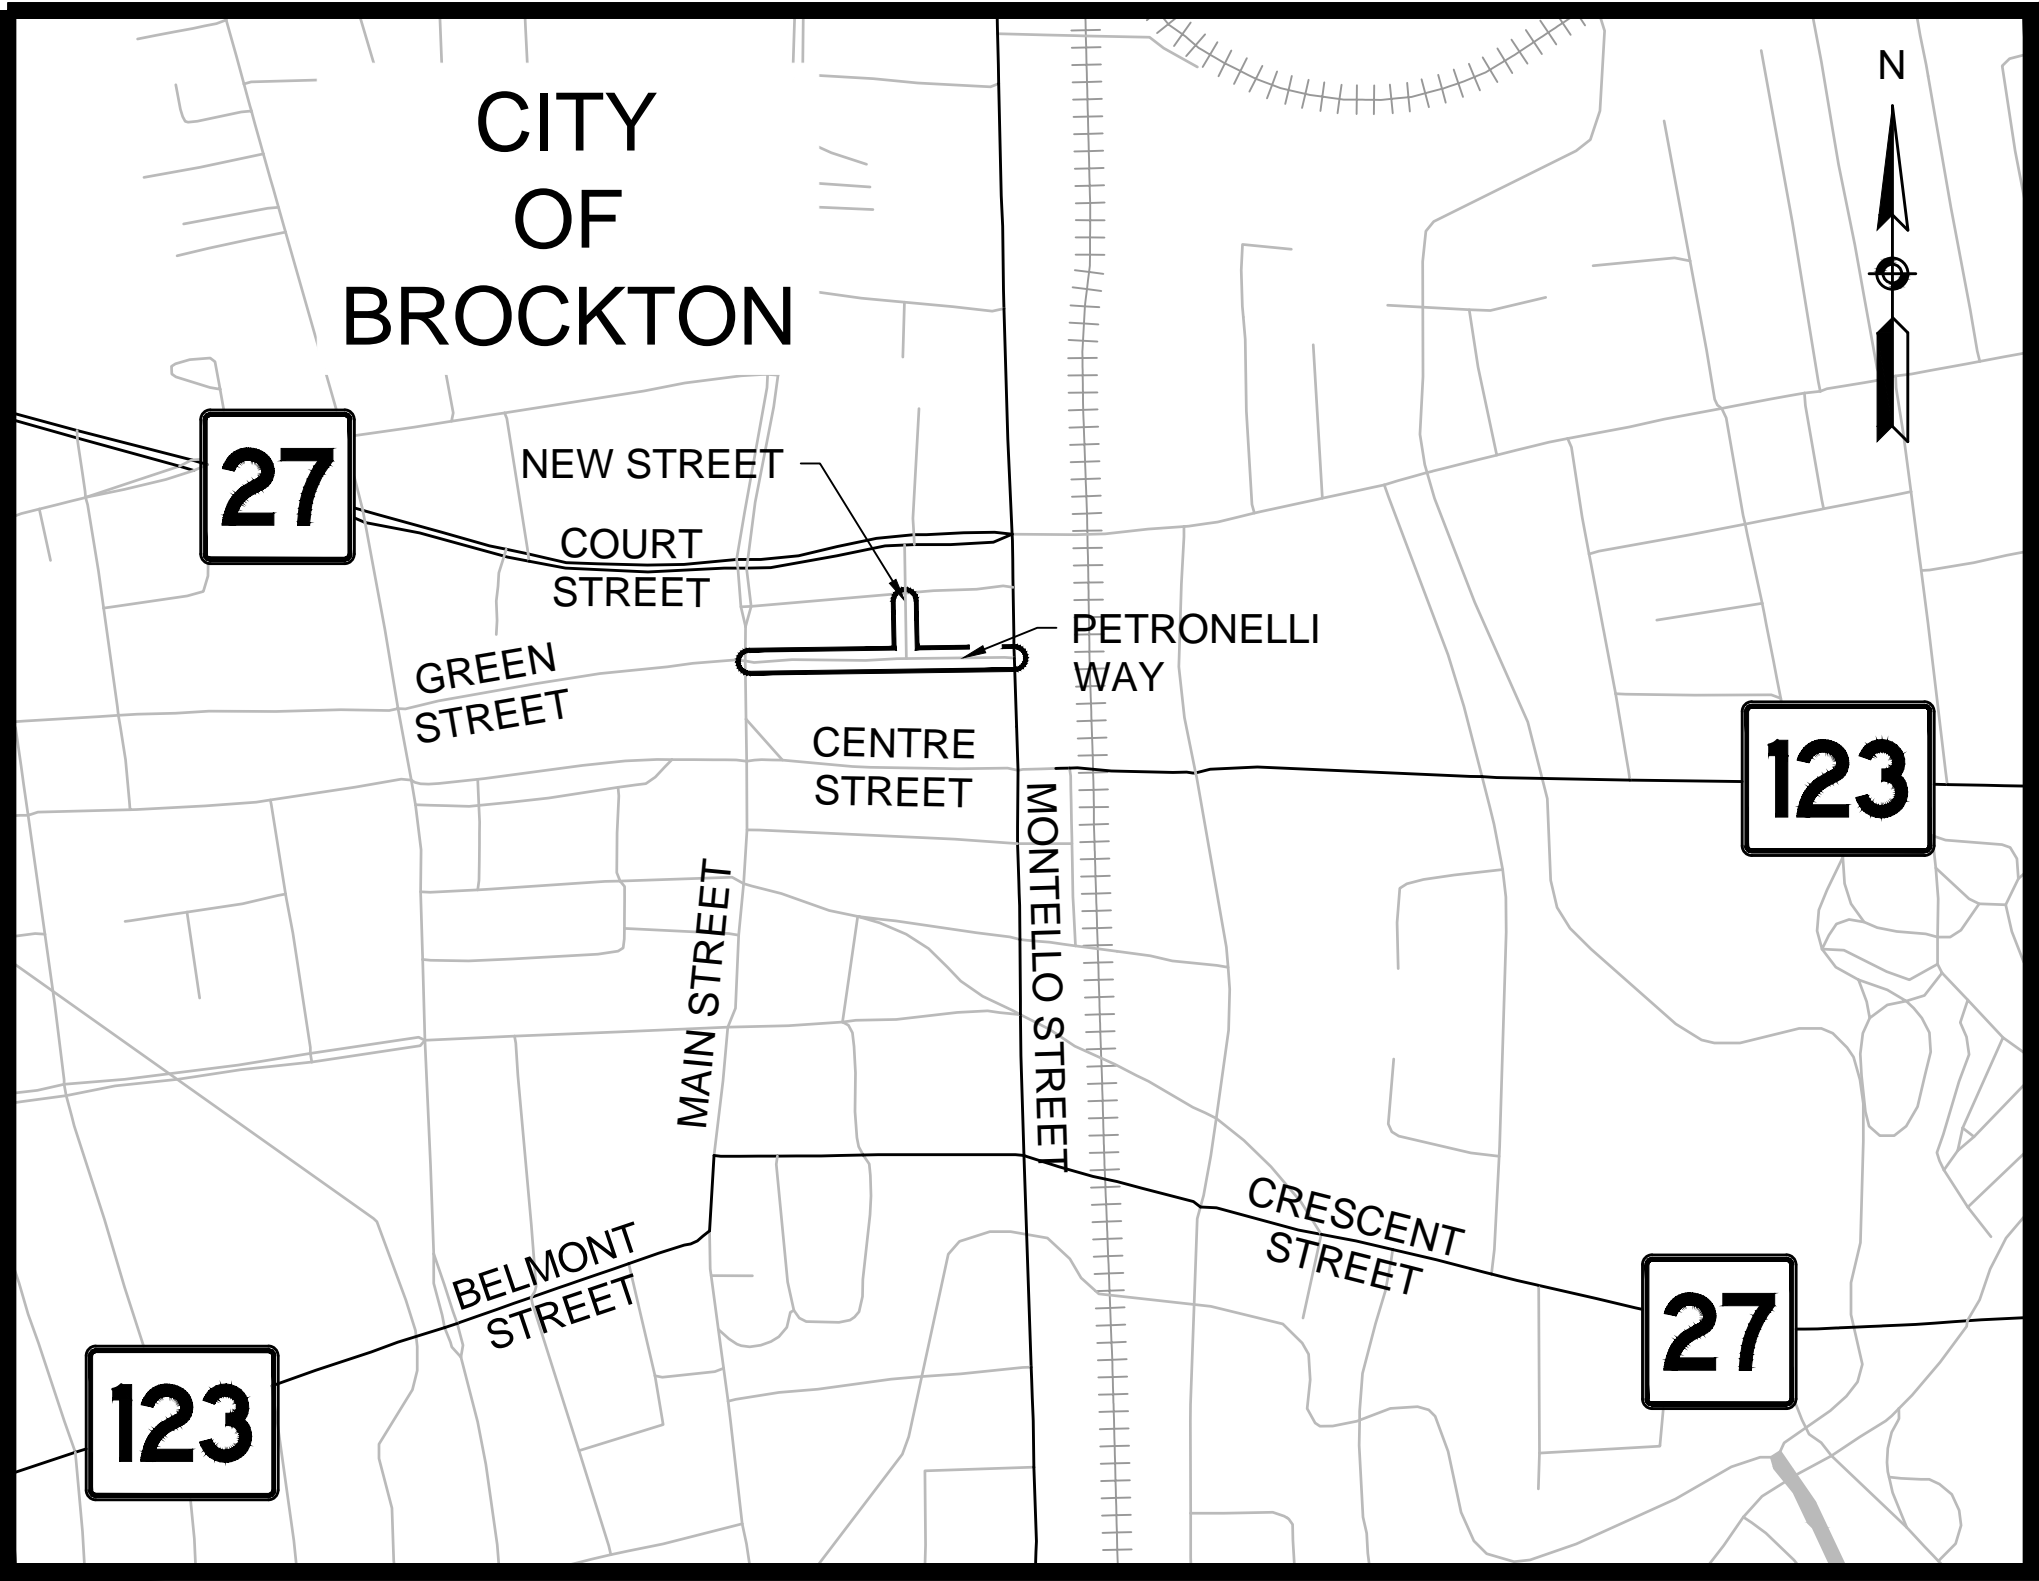 CITY
OF
BROCKTON
N
27
NEW STREET
COURT
STREET
PETRONELLI
WAY
GREEN
STREET
CENTRE
STREET
123
MONTELLO STREET
MAIN STREET
CRESCENT
STREET
BELMONT
STREET
27
123